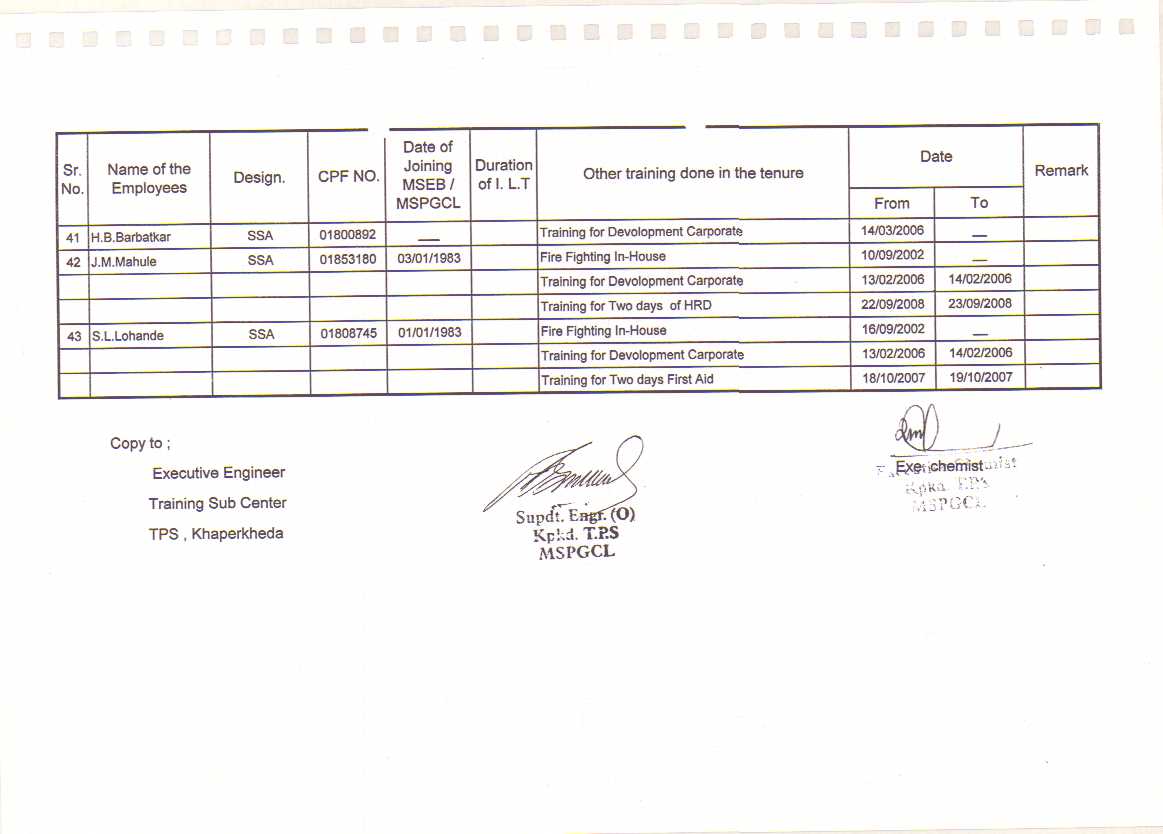 Sr. No. Name of the Employees Design. CPF NO. Date of Joining MSEB / MSPGCL Duration of I. L.T Other training done in the tenure Date Remark
From To
41 H.B.Barbatkar SSA 01800892 — Training for Devolopment Carporate 14/03/2006 —
42 J.M.Mahule SSA 01853180 03/01/1983 Fire Fighting In-House 10/09/2002 —
Training for Devolopment Carporate 13/02/2006 14/02/2006
Training for Two days of HRD 22/09/2008 23/09/2008
43 S.L.Lohande SSA 01808745 01/01/1983 Fire Fighting In-House 16/09/2002 —
Training for Devolopment Carporate 13/02/2006 14/02/2006
Training for Two days First Aid 18/10/2007 19/10/2007
Copy to ;
Executive Engineer
Training Sub Center
TPS , Khaperkheda
Supdt. Engr. (O)
Kpkd. T.P.S
MSPGCL
Exe. chemist
Kpkd. T.P.S
MSPGCL